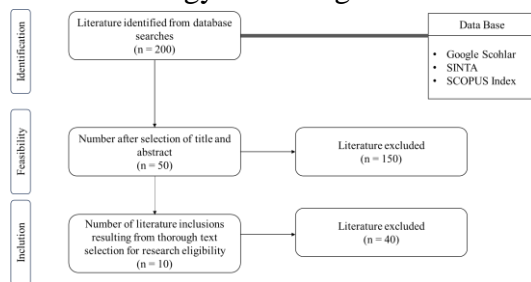 Identification
Literature identified from database
searches
(n = 200)
Data Base
• Google Scohlar
• SINTA
• SCOPUS Index
Feasibility
Number after selection of title and
abstract
(n = 50)
Literature excluded
(n = 150)
Inclution
Number of literature inclusions
resulting from thorough text
selection for research eligibility
(n = 10)
Literature excluded
(n = 40)